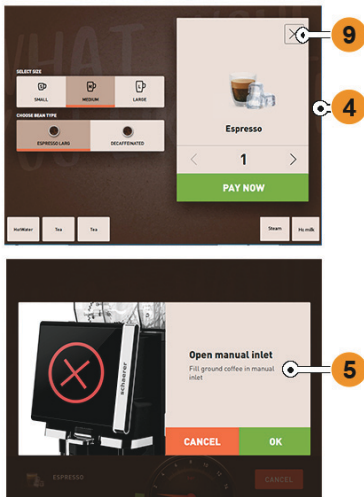 9
SELECT SIZE
S M L
SMALL MEDIUM LARGE
4
CHOOSE BEAN TYPE
Espresso
ESPRESSO LARO DECAFFEINATED
< 1 >
PAY NOW
HotWater Tea Tea Steam Ho milk
schaerer
Open manual inlet
Fill ground coffee in manual
inlet
5
CANCEL OK
ESPRESSO CANCEL